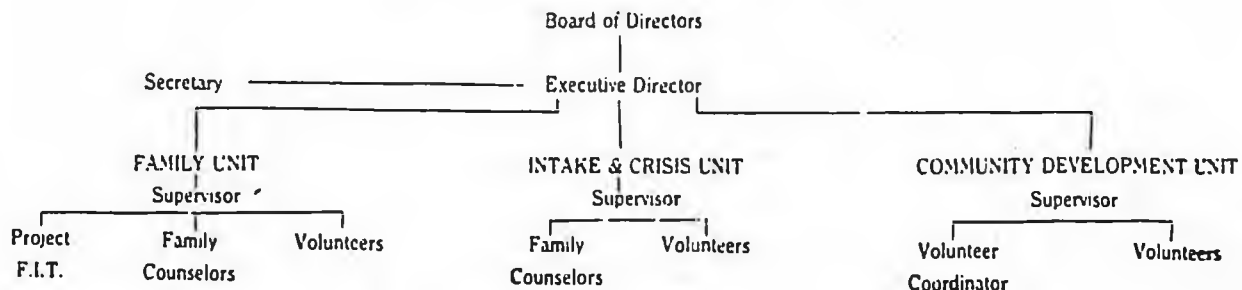 Board of Directors
Secretary Executive Director
FAMILY UNIT INTAKE & CRISIS UNIT COMMUNITY DEVELOPMENT UNIT
Supervisor Supervisor Supervisor
Project Family Volunteers Family Volunteers Volunteer Volunteers
F.I.T. Counselors Counselors Coordinator